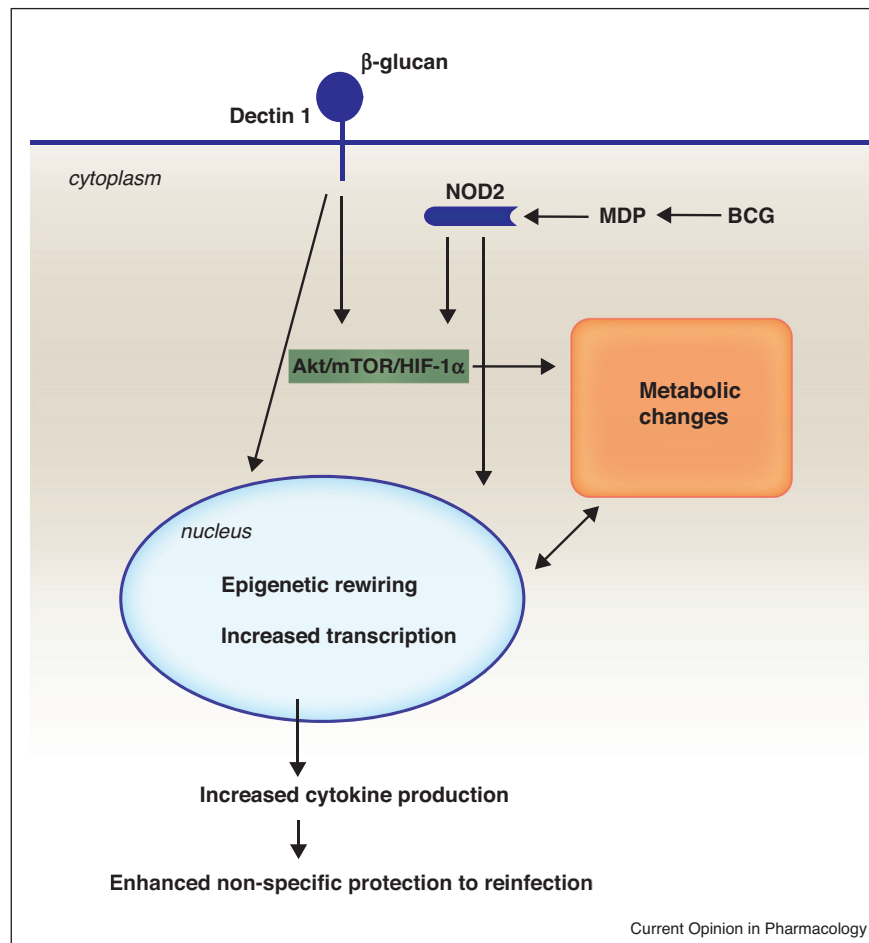 β-glucan
Dectin 1
cytoplasm
NOD2
MDP
BCG
Akt/mTOR/HIF-1α
Metabolic
changes
nucleus
Epigenetic rewiring
Increased transcription
Increased cytokine production
Enhanced non-specific protection to reinfection
Current Opinion in Pharmacology